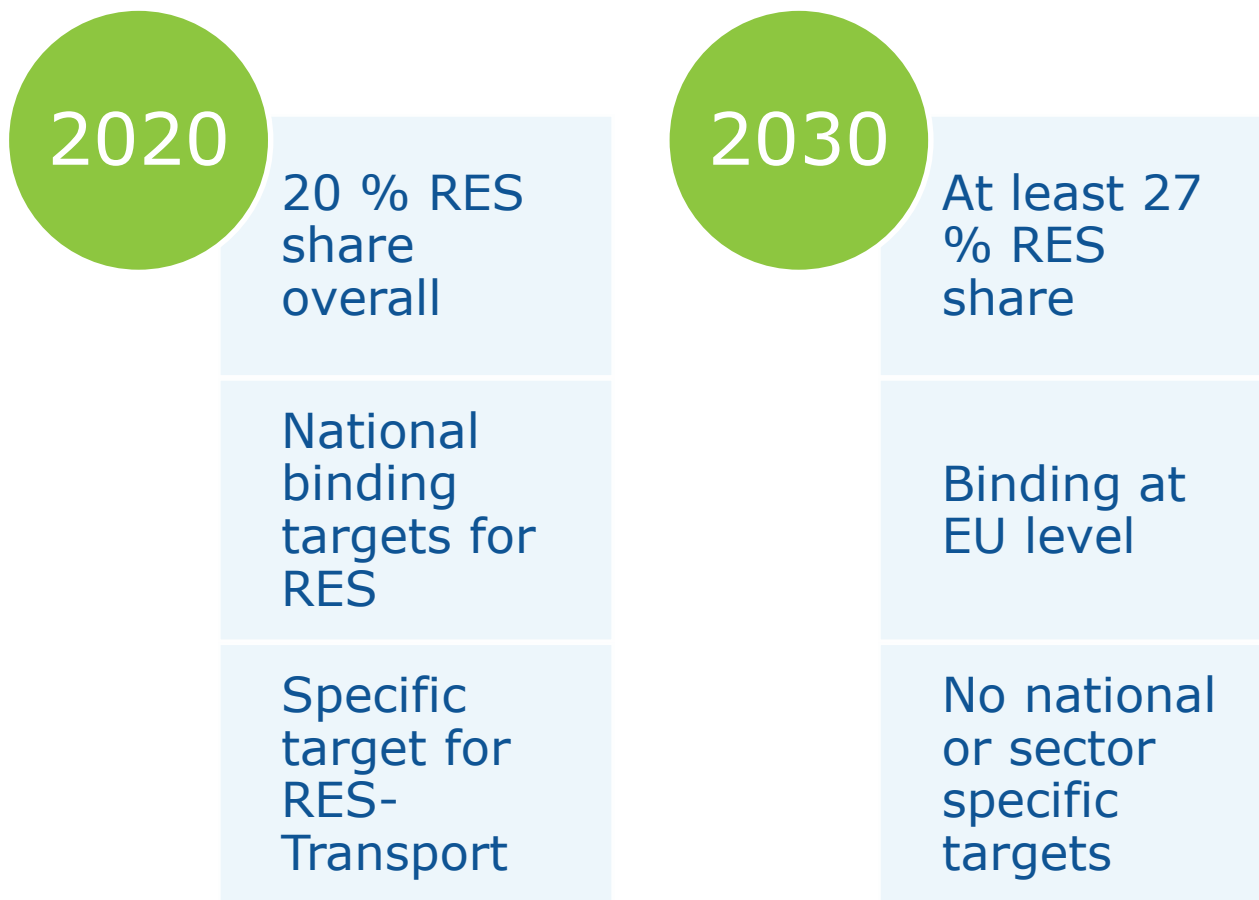 2020
20 % RES
share
overall
National
binding
targets for
RES
Specific
target for
RES-
Transport
2030
At least 27
% RES
share
Binding at
EU level
No national
or sector
specific
targets